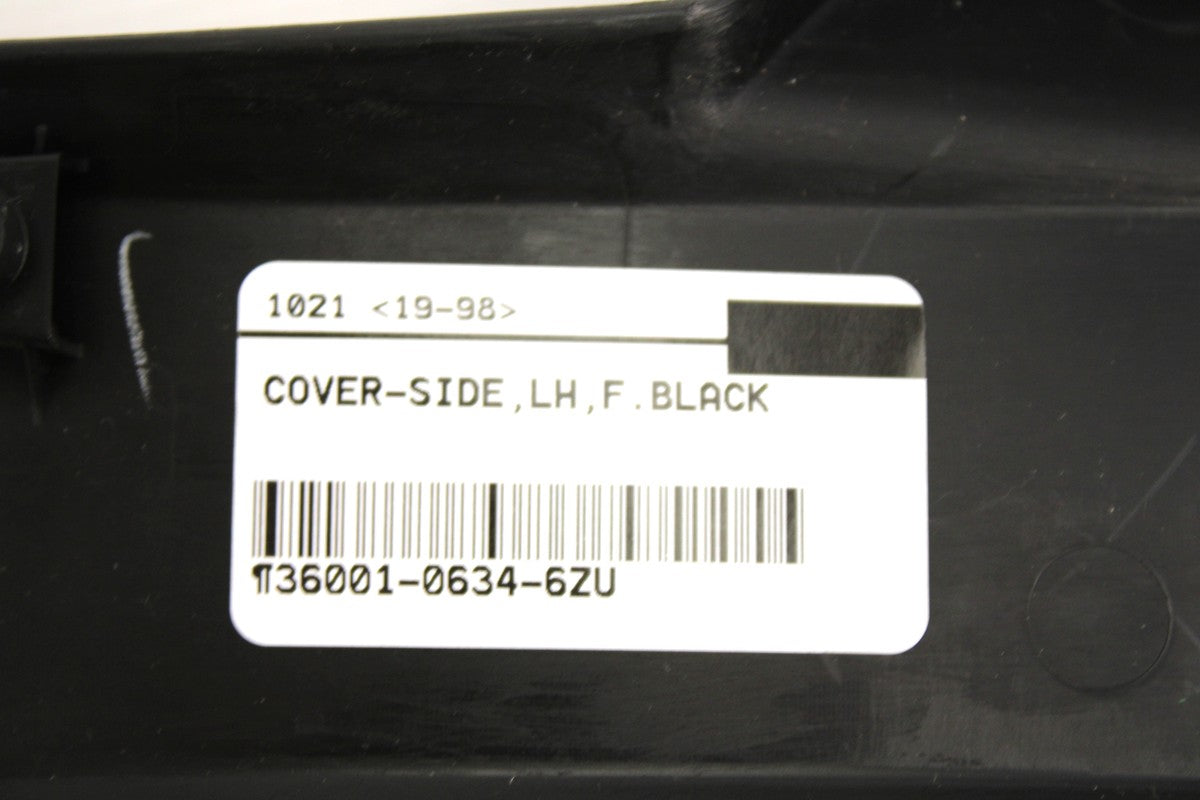 1021 <19-98>
COVER-SIDE,LH,F.BLACK
¶36001-0634-6ZU